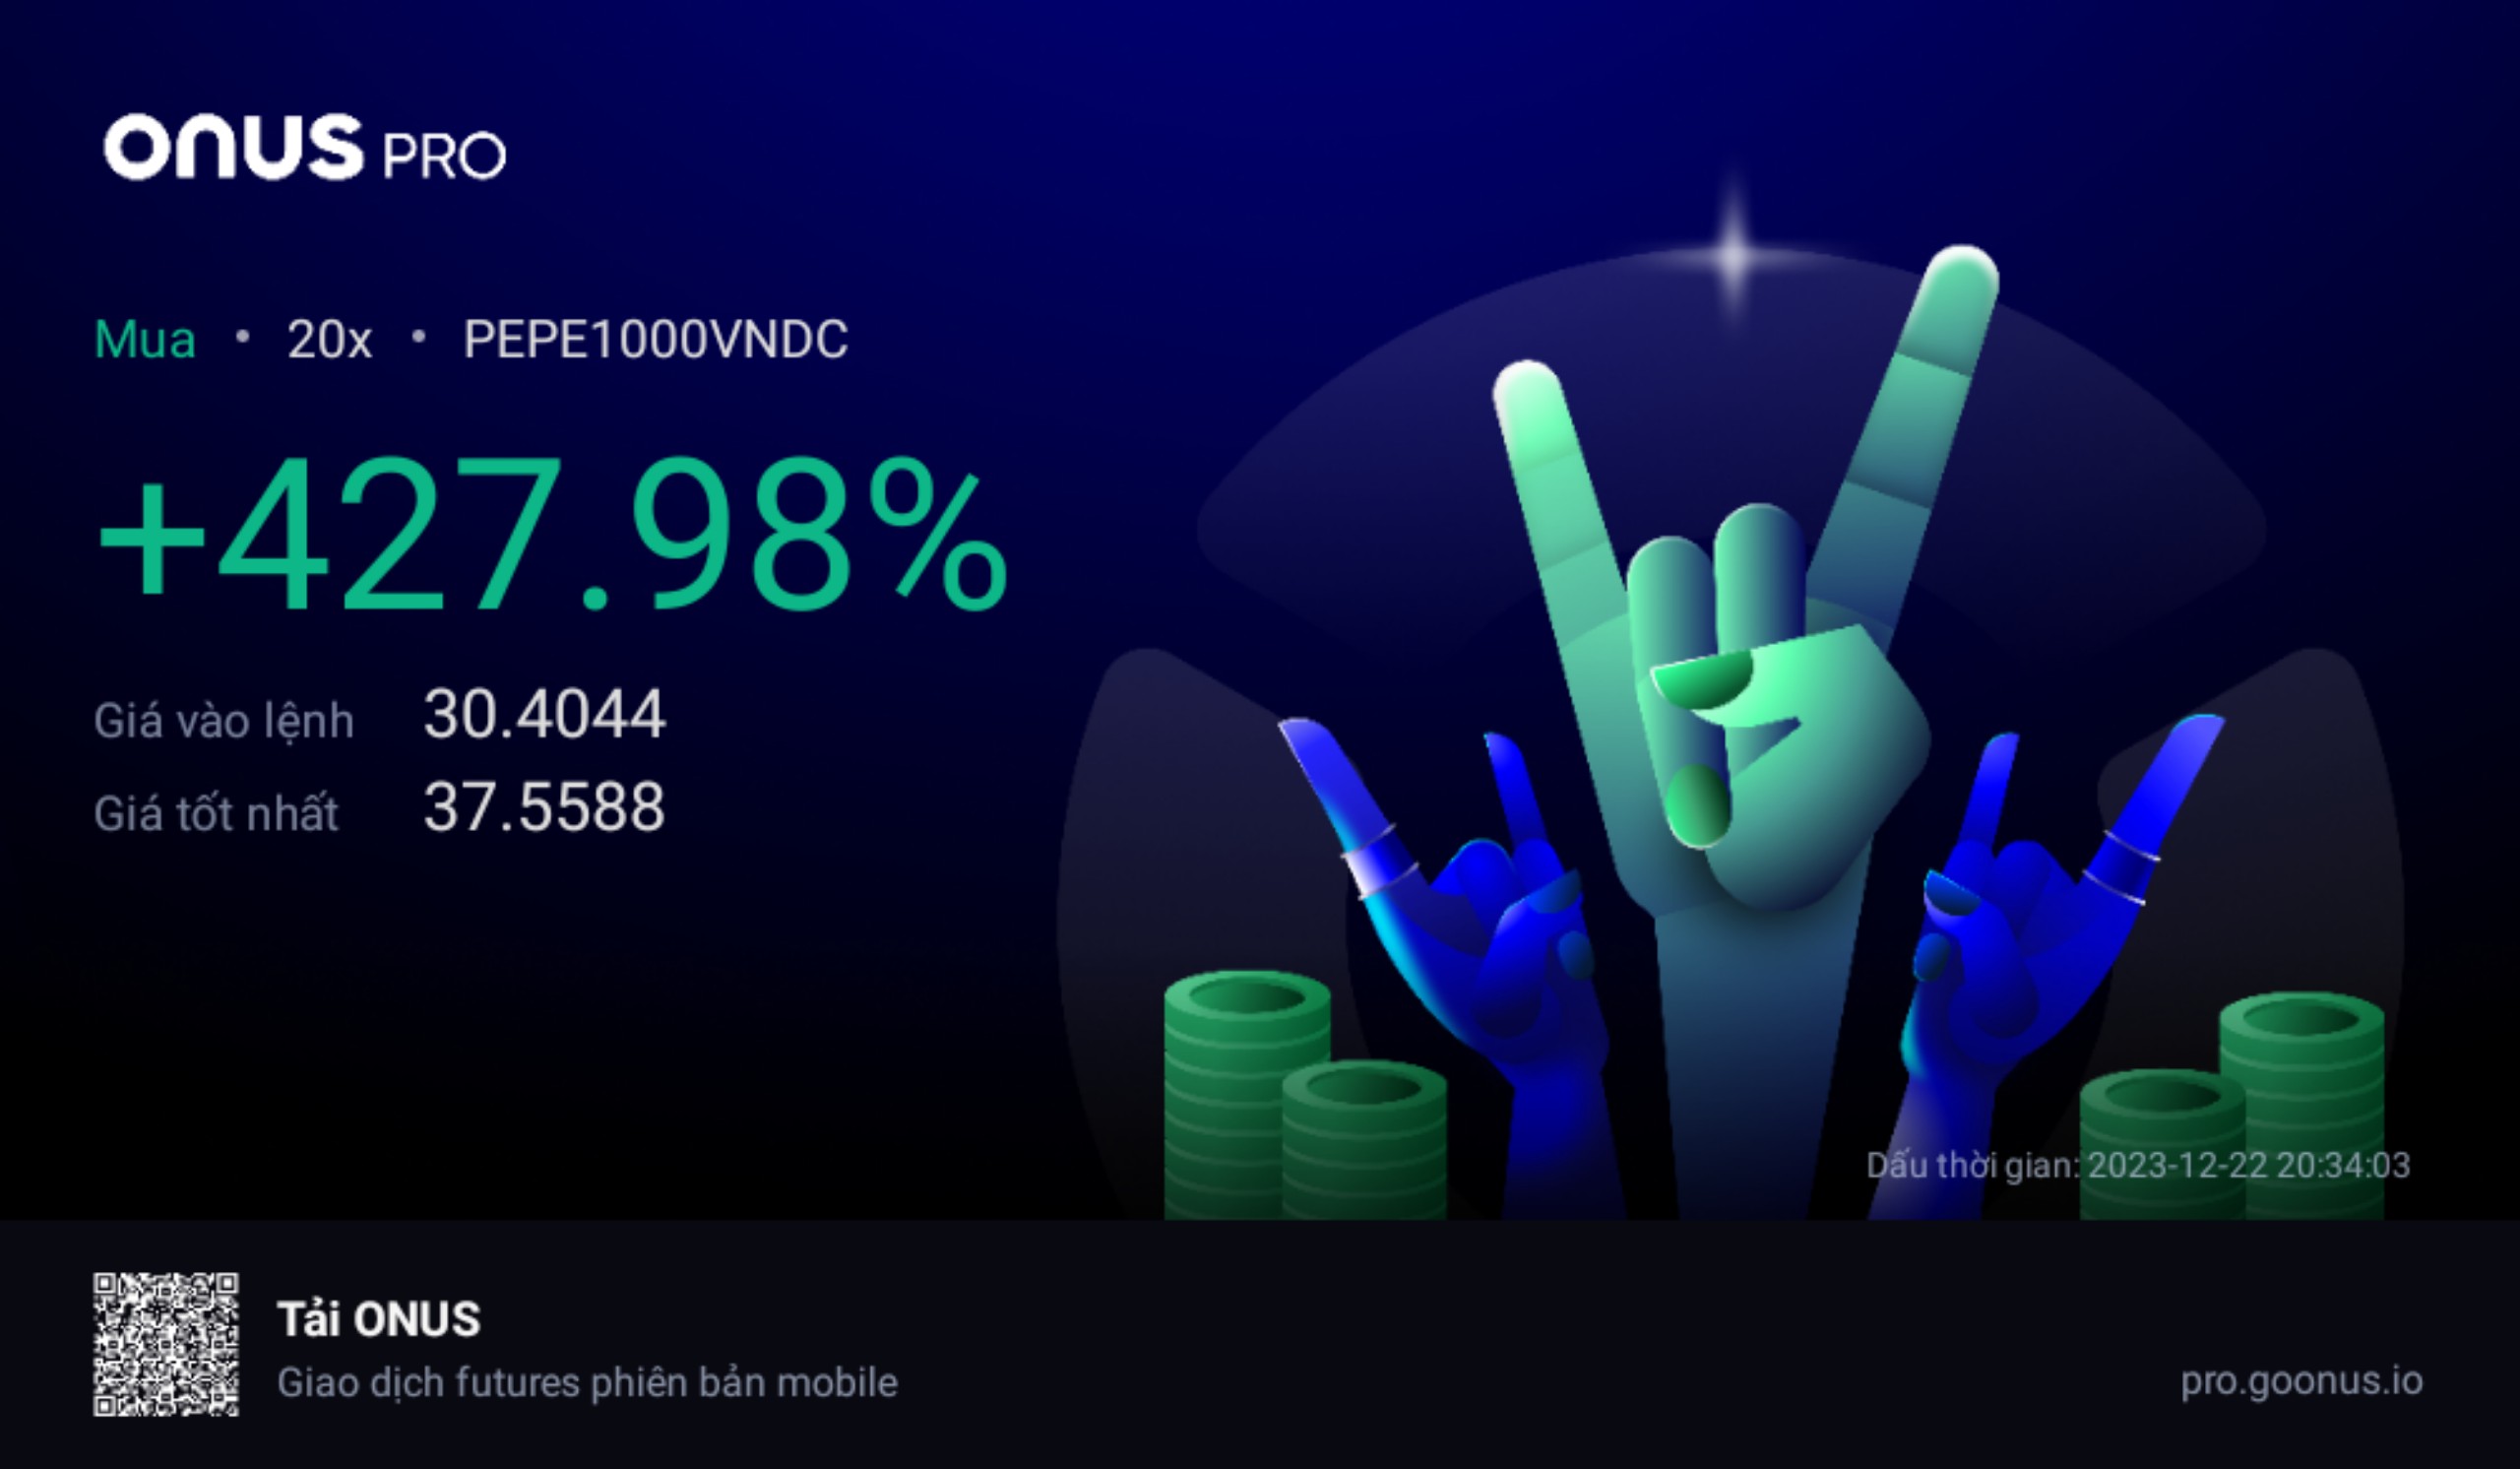 onus PRO
Mua • 20x • PEPE1000VNDC
+427.98%
Giá vào lệnh 30.4044
Giá tốt nhất 37.5588
Dấu thời gian: 2023-12-22 20:34:03
Tải ONUS
Giao dịch futures phiên bản mobile
pro.goonus.io